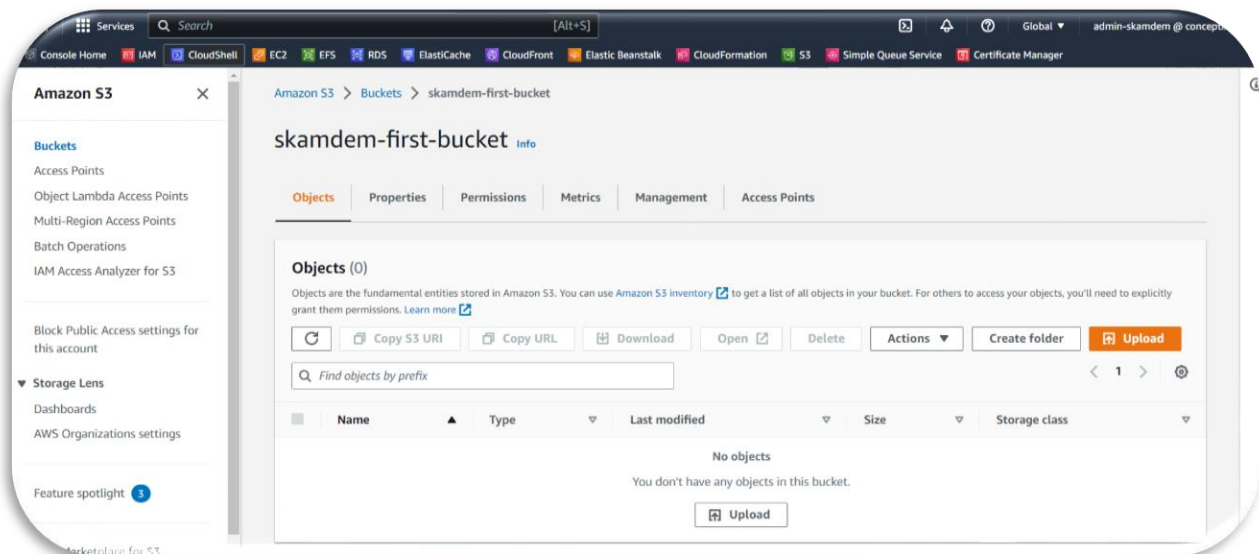 Services Search [Alt+S] Global admin-skamdem @
Console Home IAM CloudShell EC2 EFS RDS ElastiCache CloudFront Elastic Beanstalk CloudFormation S3 Simple Queue Service Certificate Manager
Amazon S3
Buckets
Access Points
Object Lambda Access Points
Multi-Region Access Points
Batch Operations
IAM Access Analyzer for S3
Block Public Access settings for
this account
Storage Lens
Dashboards
AWS Organizations settings
Feature spotlight 3
for S3
Amazon S3 > Buckets > skamdem-first-bucket
skamdem-first-bucket Info
Objects Properties Permissions Metrics Management Access Points
Objects (0)
Objects are the fundamental entities stored in Amazon S3. You can use Amazon S3 inventory to get a list of all objects in your bucket. For others to access your objects, you'll need to explicitly
grant them permissions. Learn more
Copy S3 URI Copy URL Download Open Delete Actions Create folder Upload
Find objects by prefix
< 1 >
Name Type Last modified Size Storage class
No objects
You don't have any objects in this bucket.
Upload